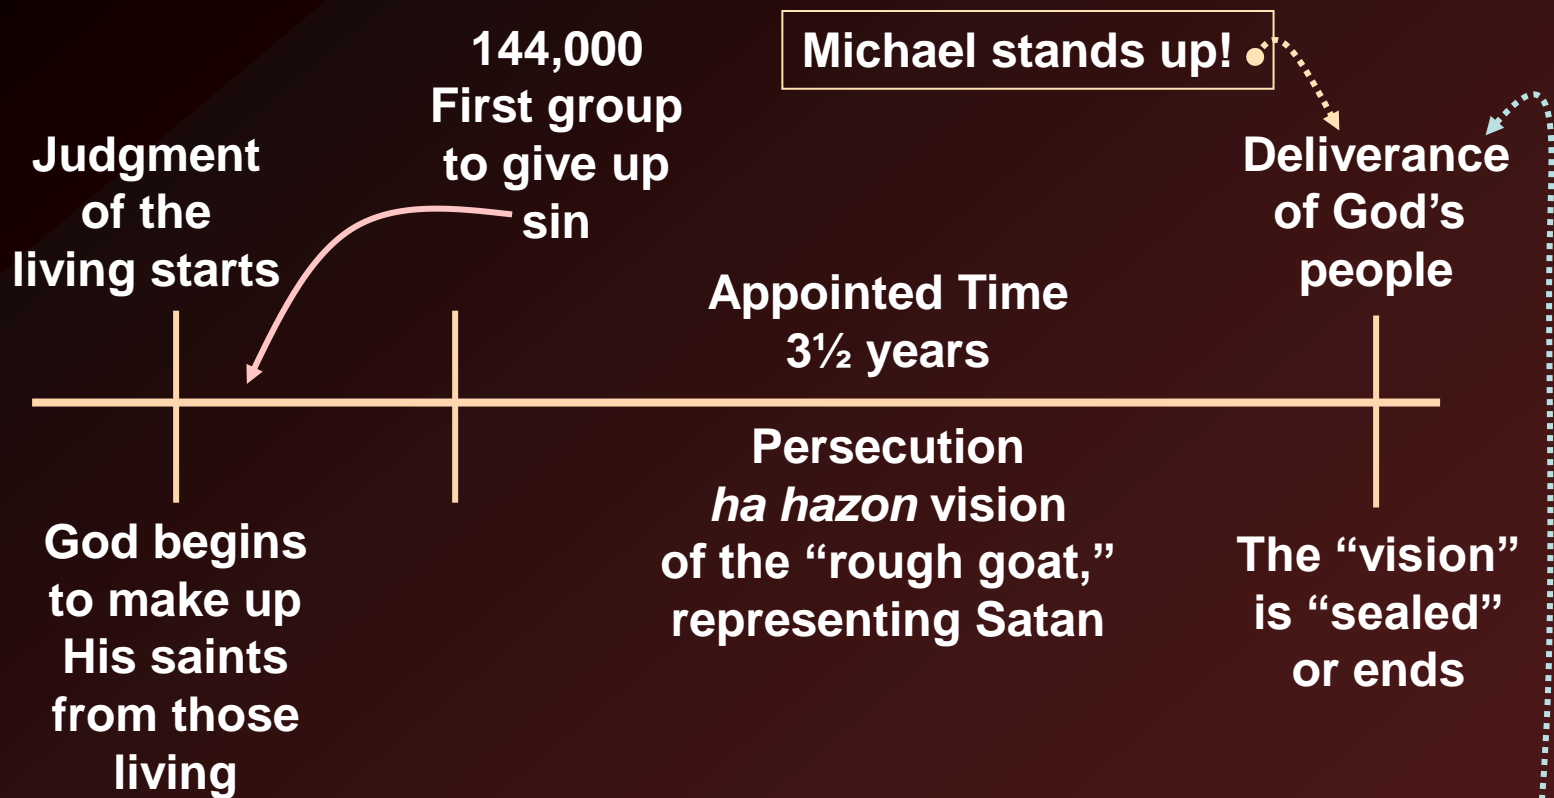 Judgment
of the
living starts
144,000
First group
to give up
sin
Michael stands up!
Deliverance
of God’s
people
Appointed Time
3½ years
Persecution
ha hazon vision
of the “rough goat,”
representing Satan
God begins
to make up
His saints
from those
living
The “vision”
is “sealed”
or ends